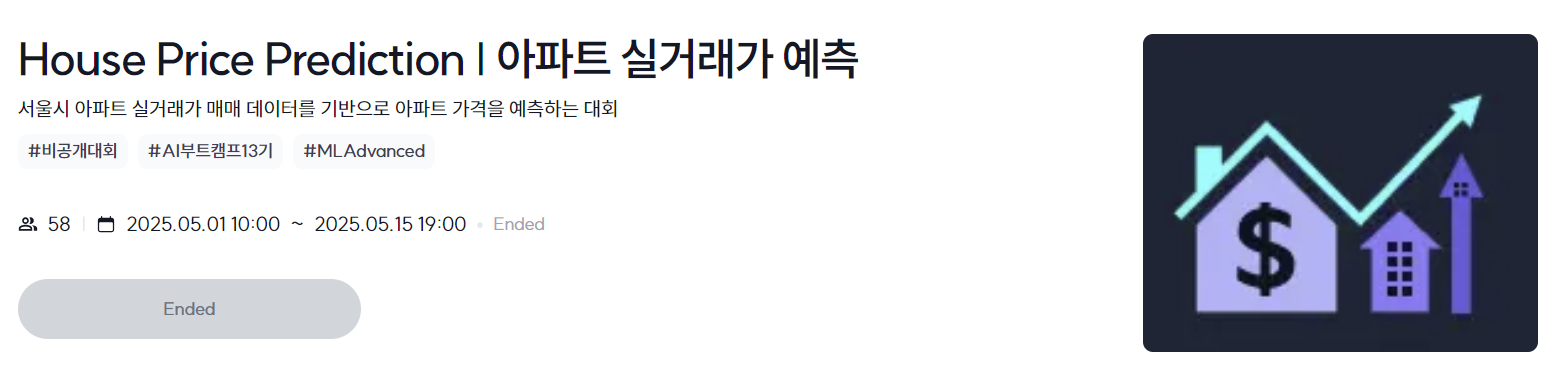 House Price Prediction | 아파트 실거래가 예측
서울시 아파트 실거래가 매매 데이터를 기반으로 아파트 가격을 예측하는 대회
#비공개대회 #AI부트캠프13기 #MLAdvanced
58 2025.05.01 10:00 ~ 2025.05.15 19:00 • Ended
Ended
$